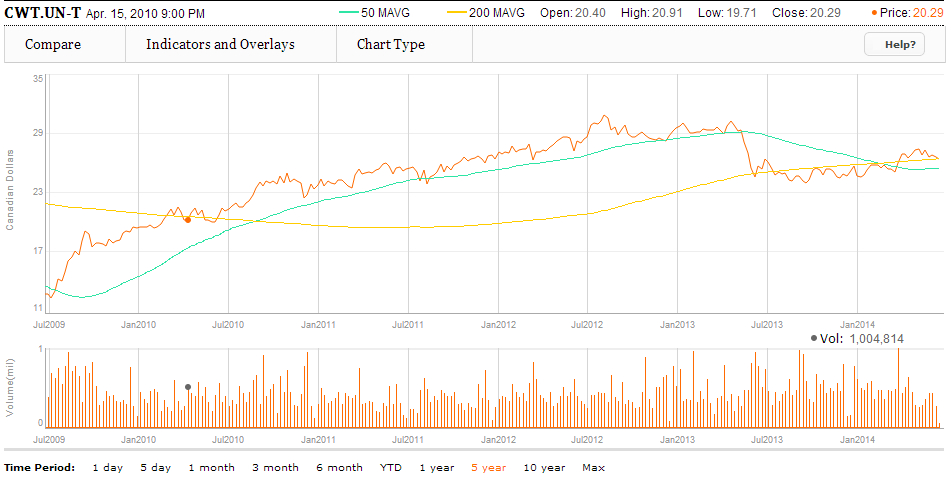 CWT.UN-T Apr. 15, 2010 9:00 PM 50 MAVG 200 MAVG Open: 20.40 High: 20.91 Low: 19.71 Close: 20.29 Price: 20.29
Compare Indicators and Overlays Chart Type Help?
35
29
23
17
11
Canadian Dollars
Jul2009 Jan2010 Jul2010 Jan2011 Jul2011 Jan2012 Jul2012 Jan2013 Jul2013 Jan2014
Vol: 1,004,814
1
0
Volume(mil)
Jul2009 Jan2010 Jul2010 Jan2011 Jul2011 Jan2012 Jul2012 Jan2013 Jul2013 Jan2014
Time Period: 1 day 5 day 1 month 3 month 6 month YTD 1 year 5 year 10 year Max